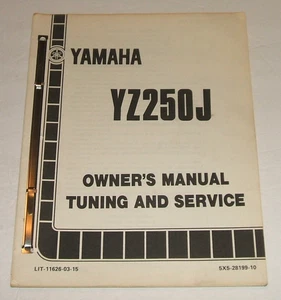 YAMAHA
YZ250J
OWNER'S MANUAL
TUNING AND SERVICE
LIT-11626-03-15
5X5-28199-10